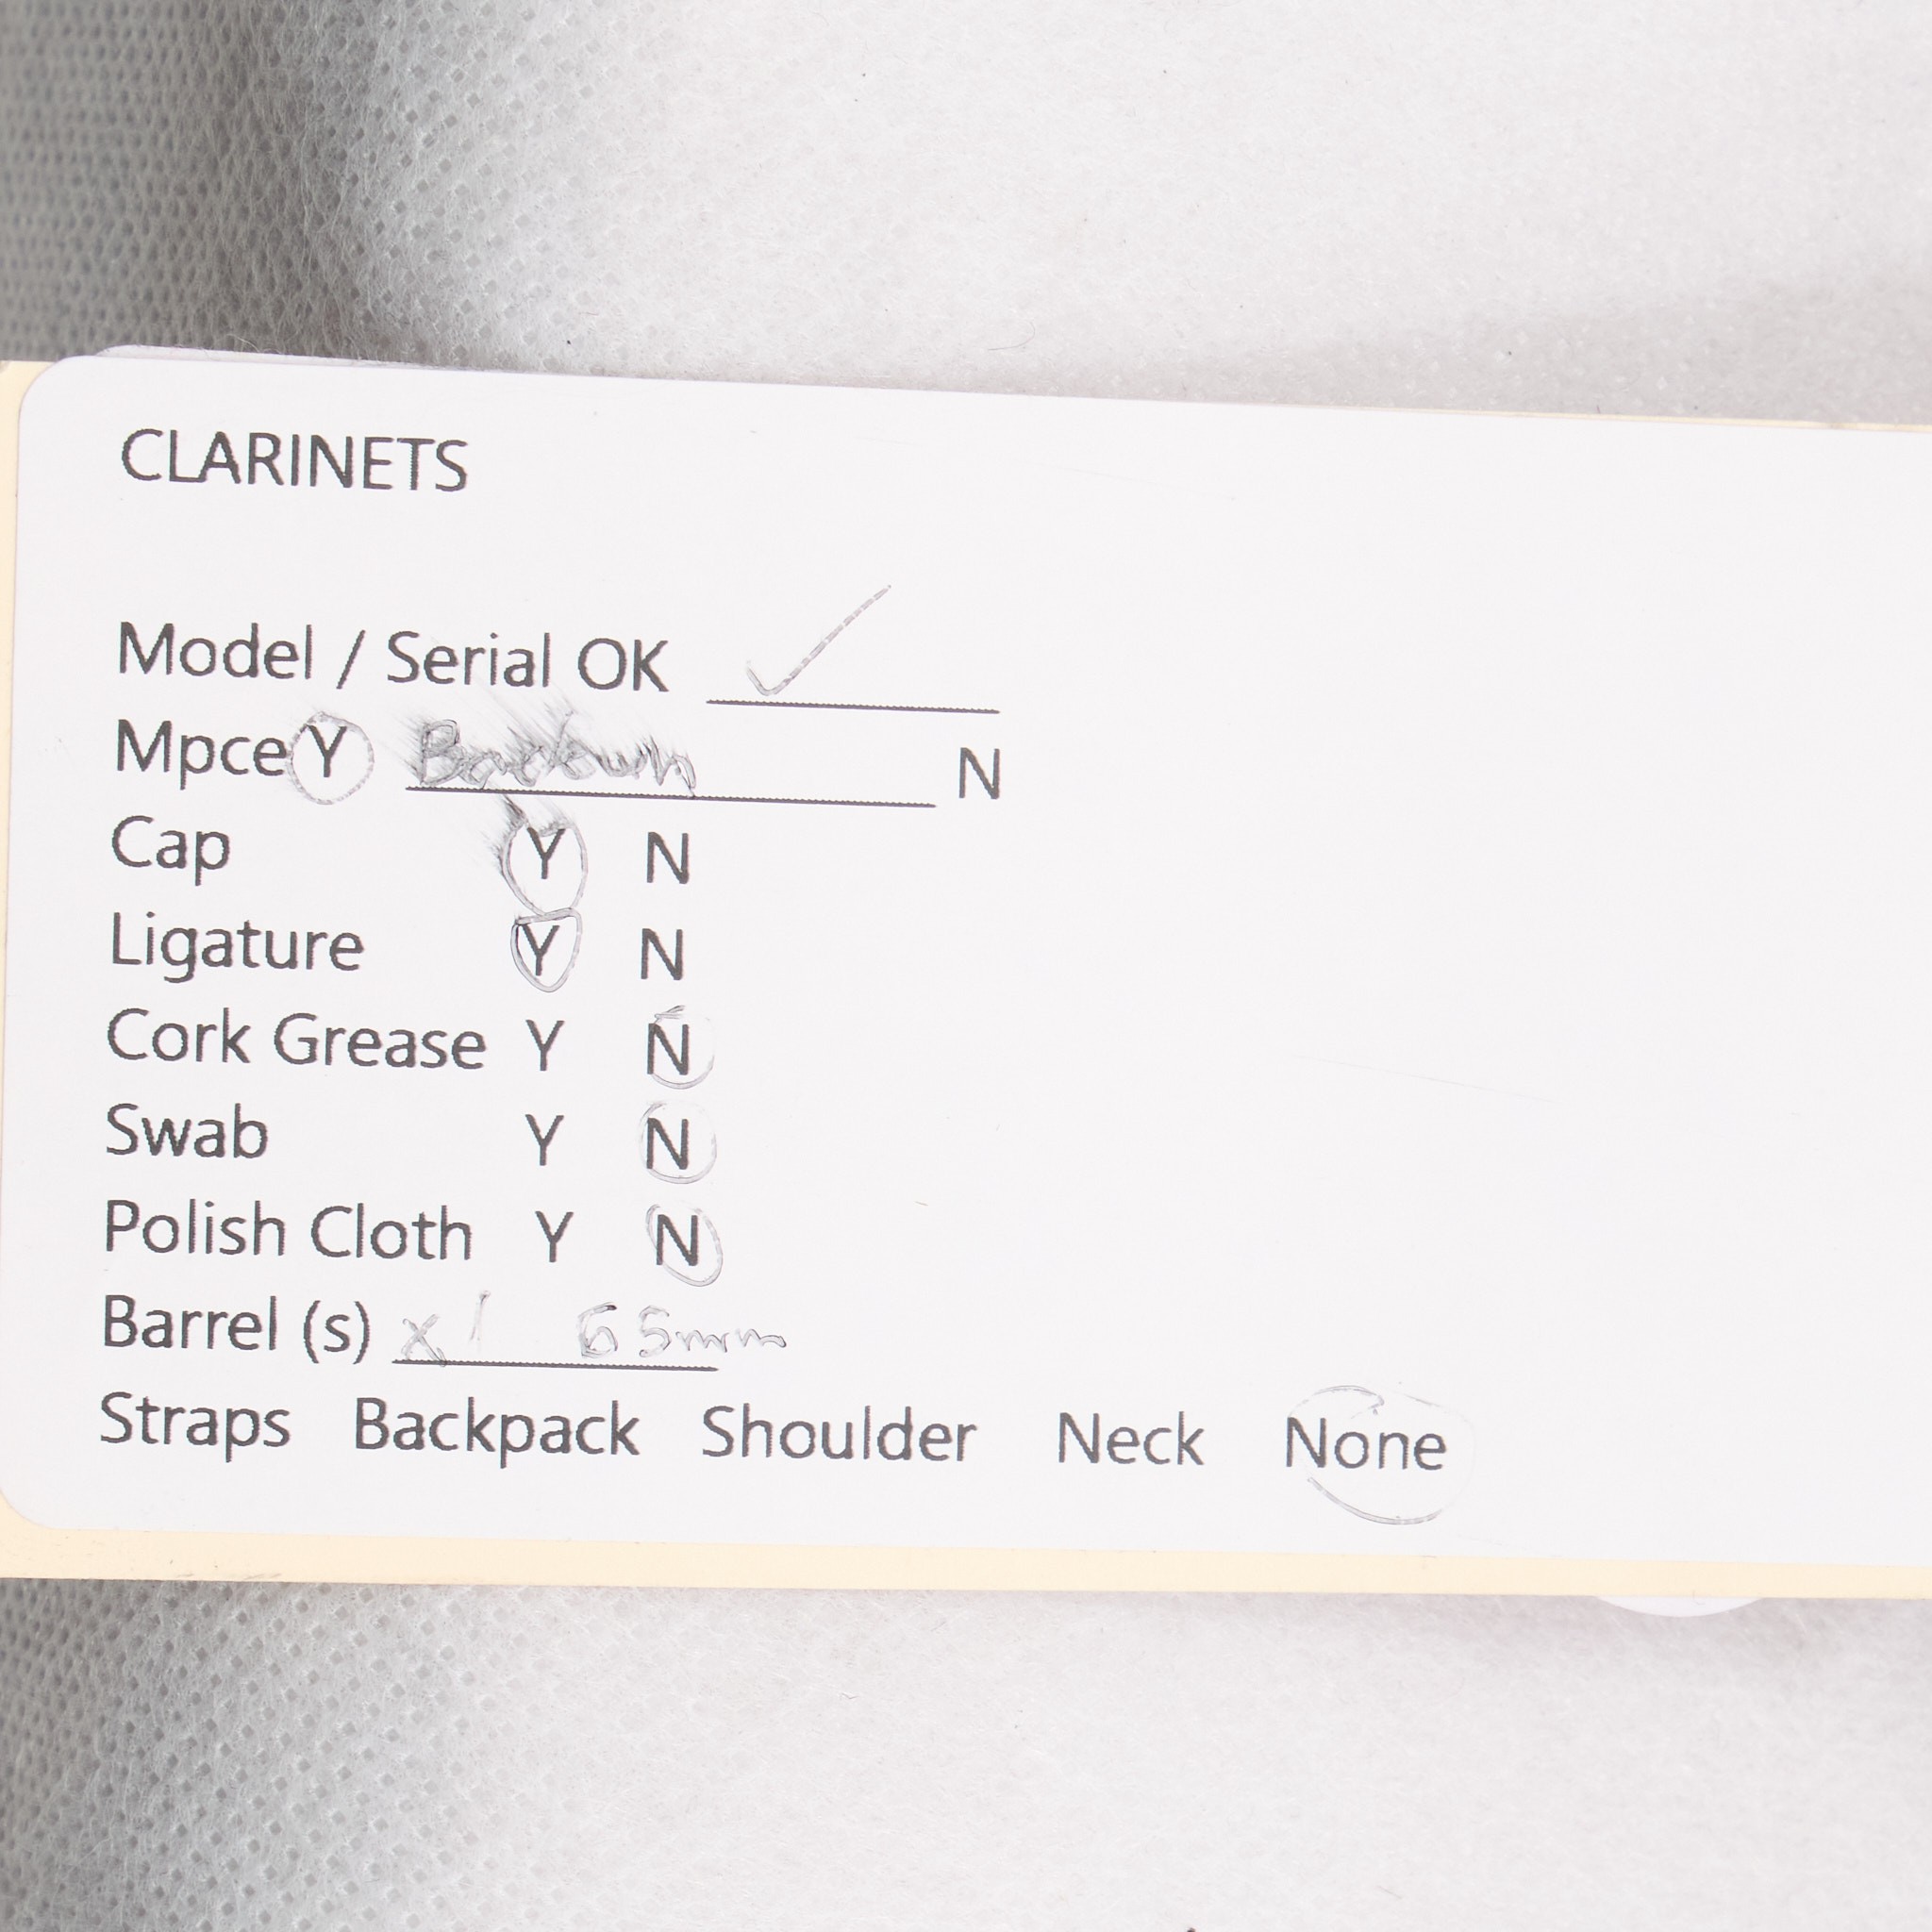 CLARINETS
Model / Serial OK ✓
Mpce Y N
Cap Y N
Ligature Y N
Cork Grease Y N
Swab Y N
Polish Cloth Y N
Barrel (s) x1 65mm
Straps Backpack Shoulder Neck None